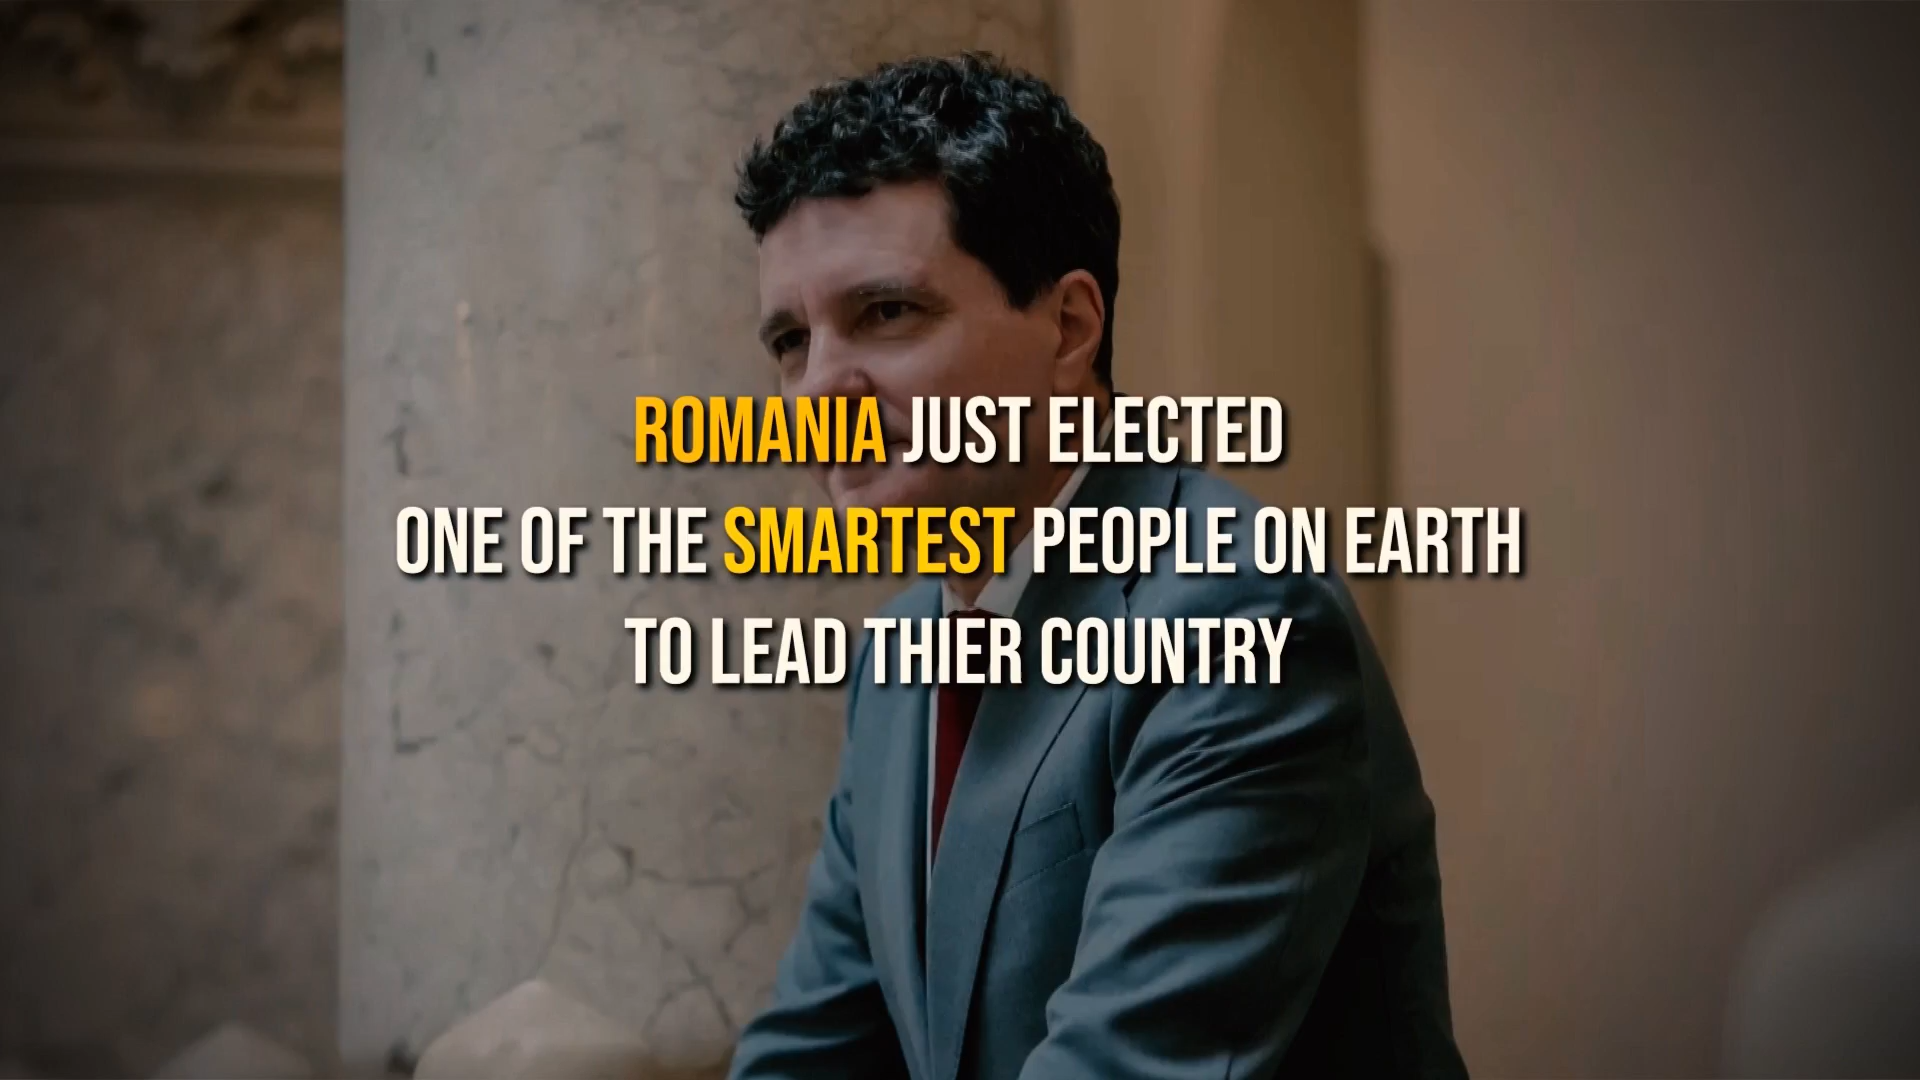 ROMANIA JUST ELECTED
ONE OF THE SMARTEST PEOPLE ON EARTH
TO LEAD THIER COUNTRY